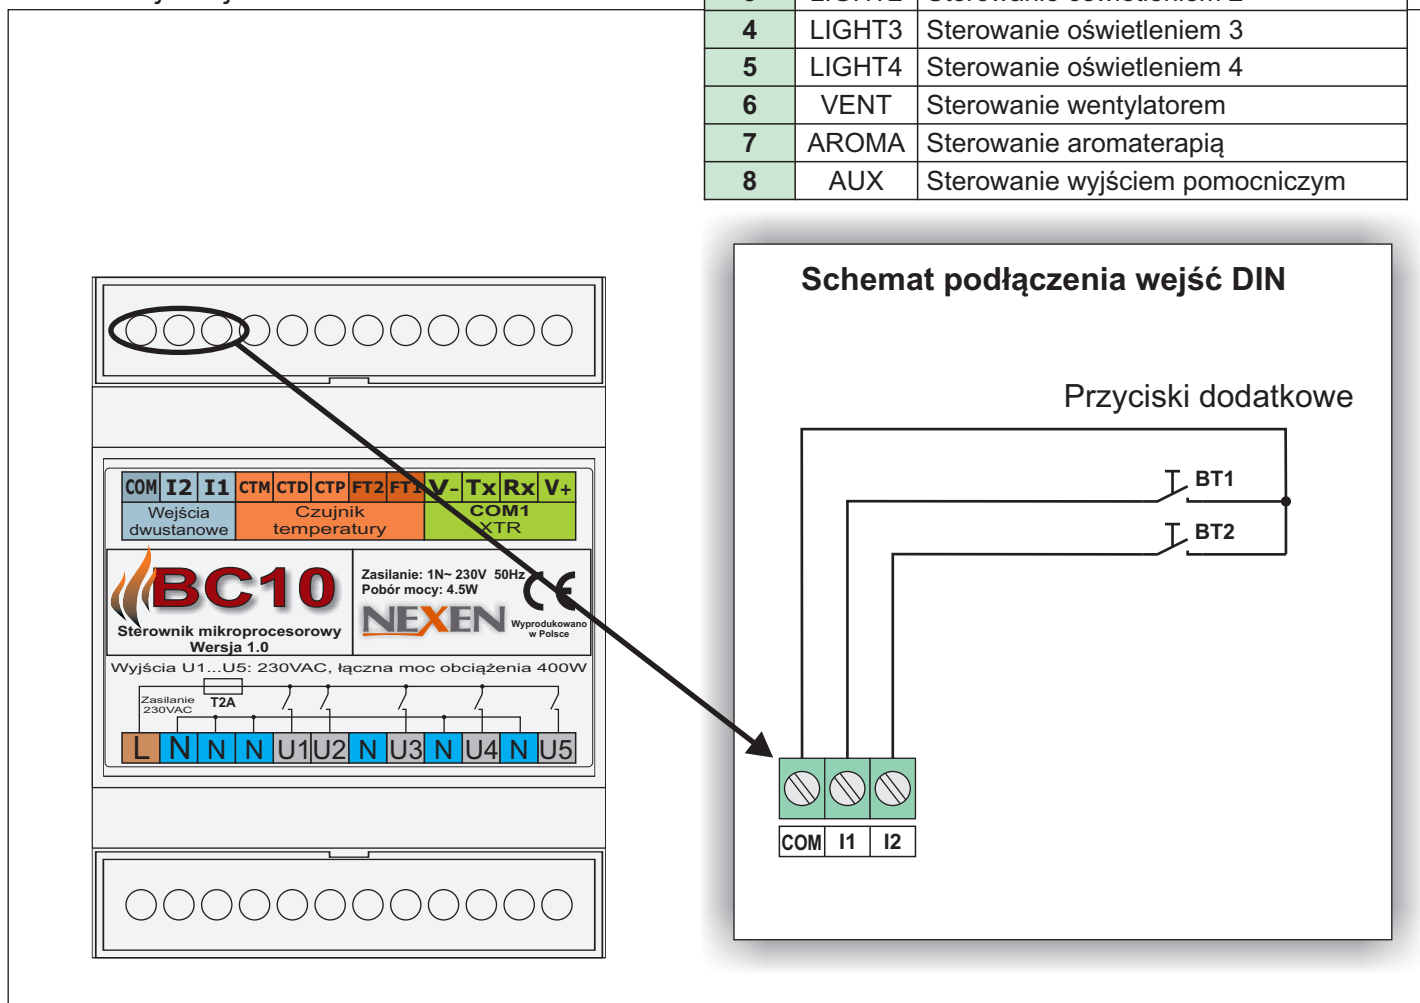 4 LIGHT3 Sterowanie oświetleniem 3
5 LIGHT4 Sterowanie oświetleniem 4
6 VENT Sterowanie wentylatorem
7 AROMA Sterowanie aromaterapią
8 AUX Sterowanie wyjściem pomocniczym
Schemat podłączenia wejść DIN
Przyciski dodatkowe
BT1
BT2
COM I1 I2
COM I2 I1 CTM CTD CTP FT2 FT1 V- Tx Rx V+
Wejścia dwustanowe
Czujnik temperatury
COM1 XTR
BC10
Sterownik mikroprocesorowy
Wersja 1.0
Zasilanie: 1N~ 230V 50Hz
Pobór mocy: 4.5W
NEXEN
CE
Wyprodukowano
w Polsce
Wyjścia U1...U5: 230VAC, łączna moc obciążenia 400W
Zasilanie
230VAC
T2A
L N N N U1 U2 N U3 N U4 N U5